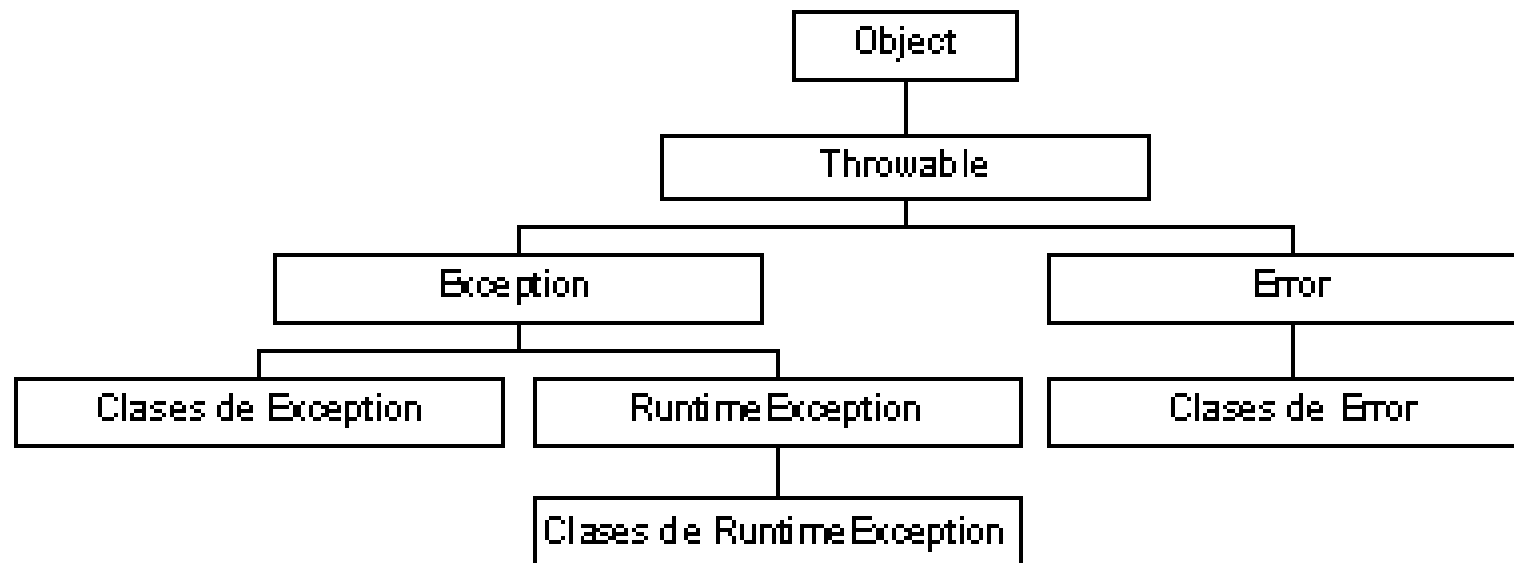 Object
Throwable
Exception
Error
Clases de Exception
RuntimeException
Clases de Error
Clases de RuntimeException